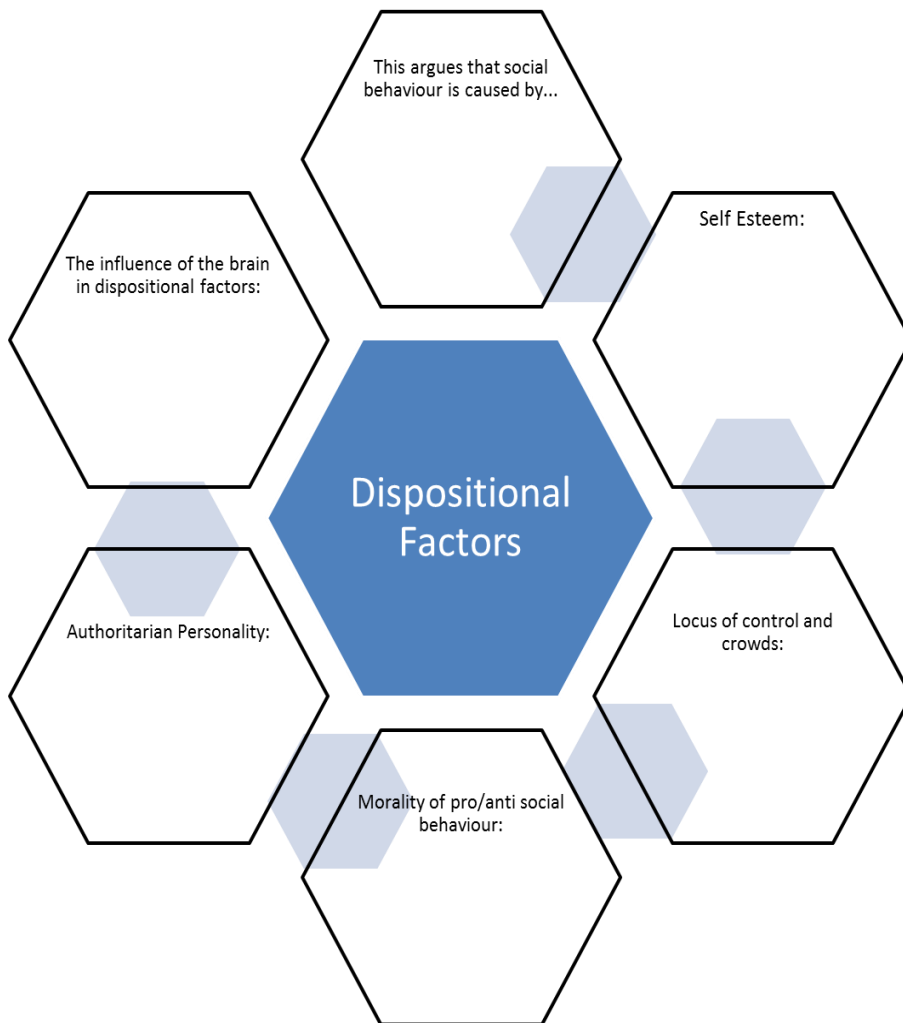 This argues that social
behaviour is caused by...
Self Esteem:
The influence of the brain
in dispositional factors:
Dispositional
Factors
Locus of control and
crowds:
Authoritarian Personality:
Morality of pro/anti social
behaviour: